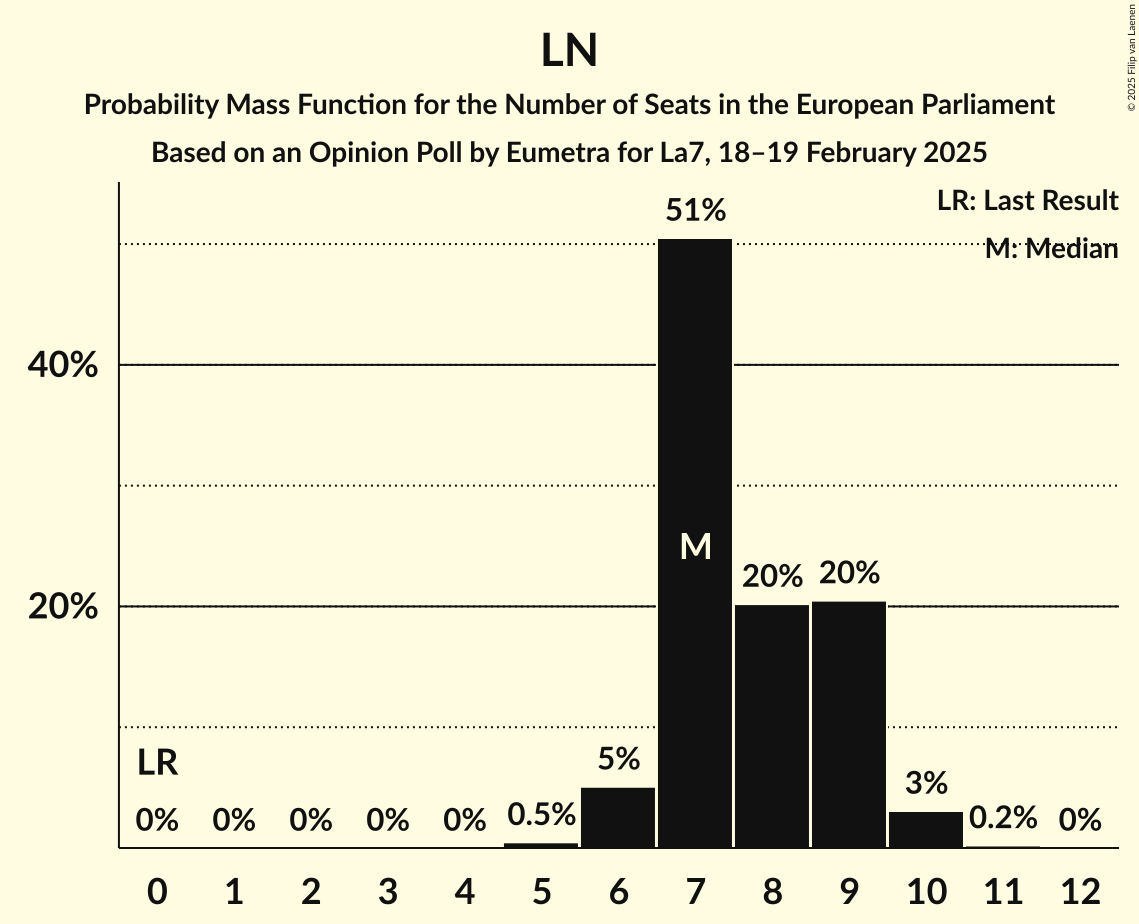 LN
Probability Mass Function for the Number of Seats in the European Parliament
Based on an Opinion Poll by Eumetra for La7, 18–19 February 2025
© 2025 Filip van Laenen
LR: Last Result
M: Median
51%
40%
M
20%
20%
20%
LR
5%
3%
0% 0% 0% 0% 0% 0.5% 0.2% 0%
0 1 2 3 4 5 6 7 8 9 10 11 12